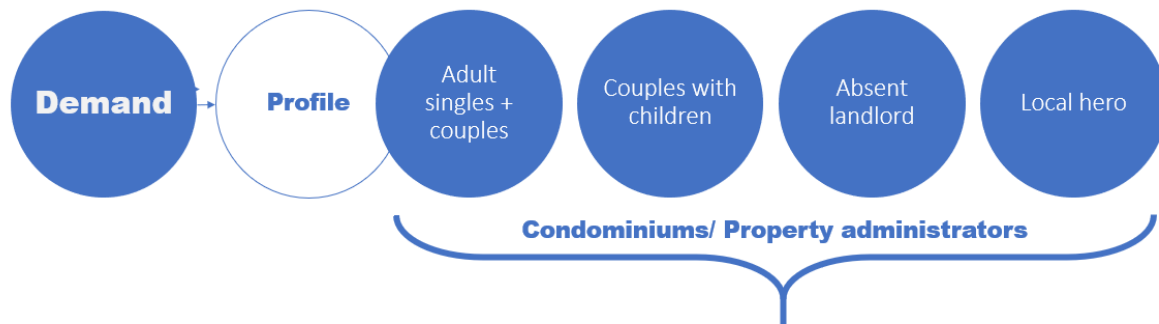 Demand
Profile
Adult
singles +
couples
Couples with
children
Absent
landlord
Local hero
Condominiums/ Property administrators